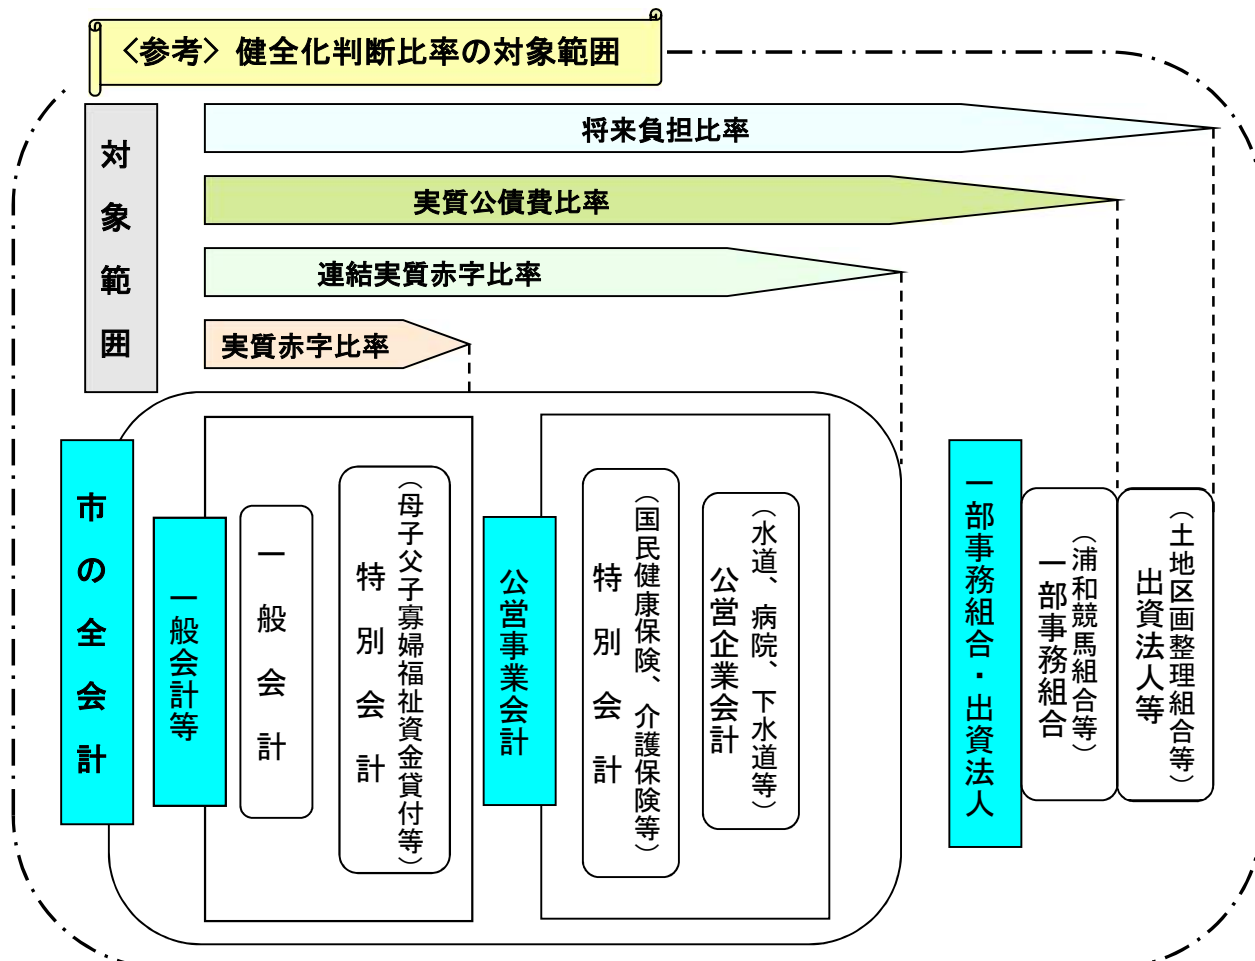 〈参考〉健全化判断比率の対象範囲
対象範囲
将来負担比率
実質公債費比率
連結実質赤字比率
実質赤字比率
市の全会計
一般会計等
一般会計
特別会計
（母子父子寡婦福祉資金貸付等）
公営事業会計
特別会計
（国民健康保険、介護保険等）
公営企業会計
（水道、病院、下水道等）
一部事務組合・出資法人
一部事務組合
（浦和競馬組合等）
出資法人等
（土地区画整理組合等）